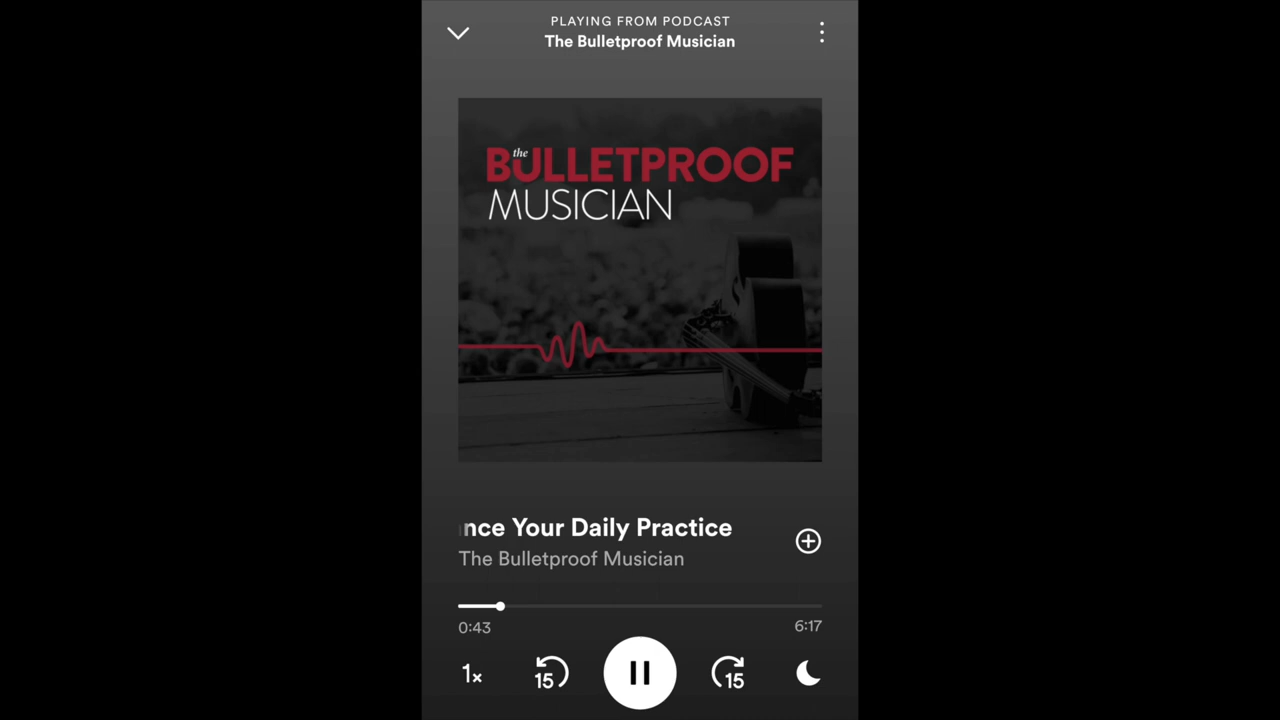 PLAYING FROM PODCAST
The Bulletproof Musician
the
BULLETPROOF
MUSICIAN
nce Your Daily Practice
The Bulletproof Musician
0:43
6:17
1x
15
15